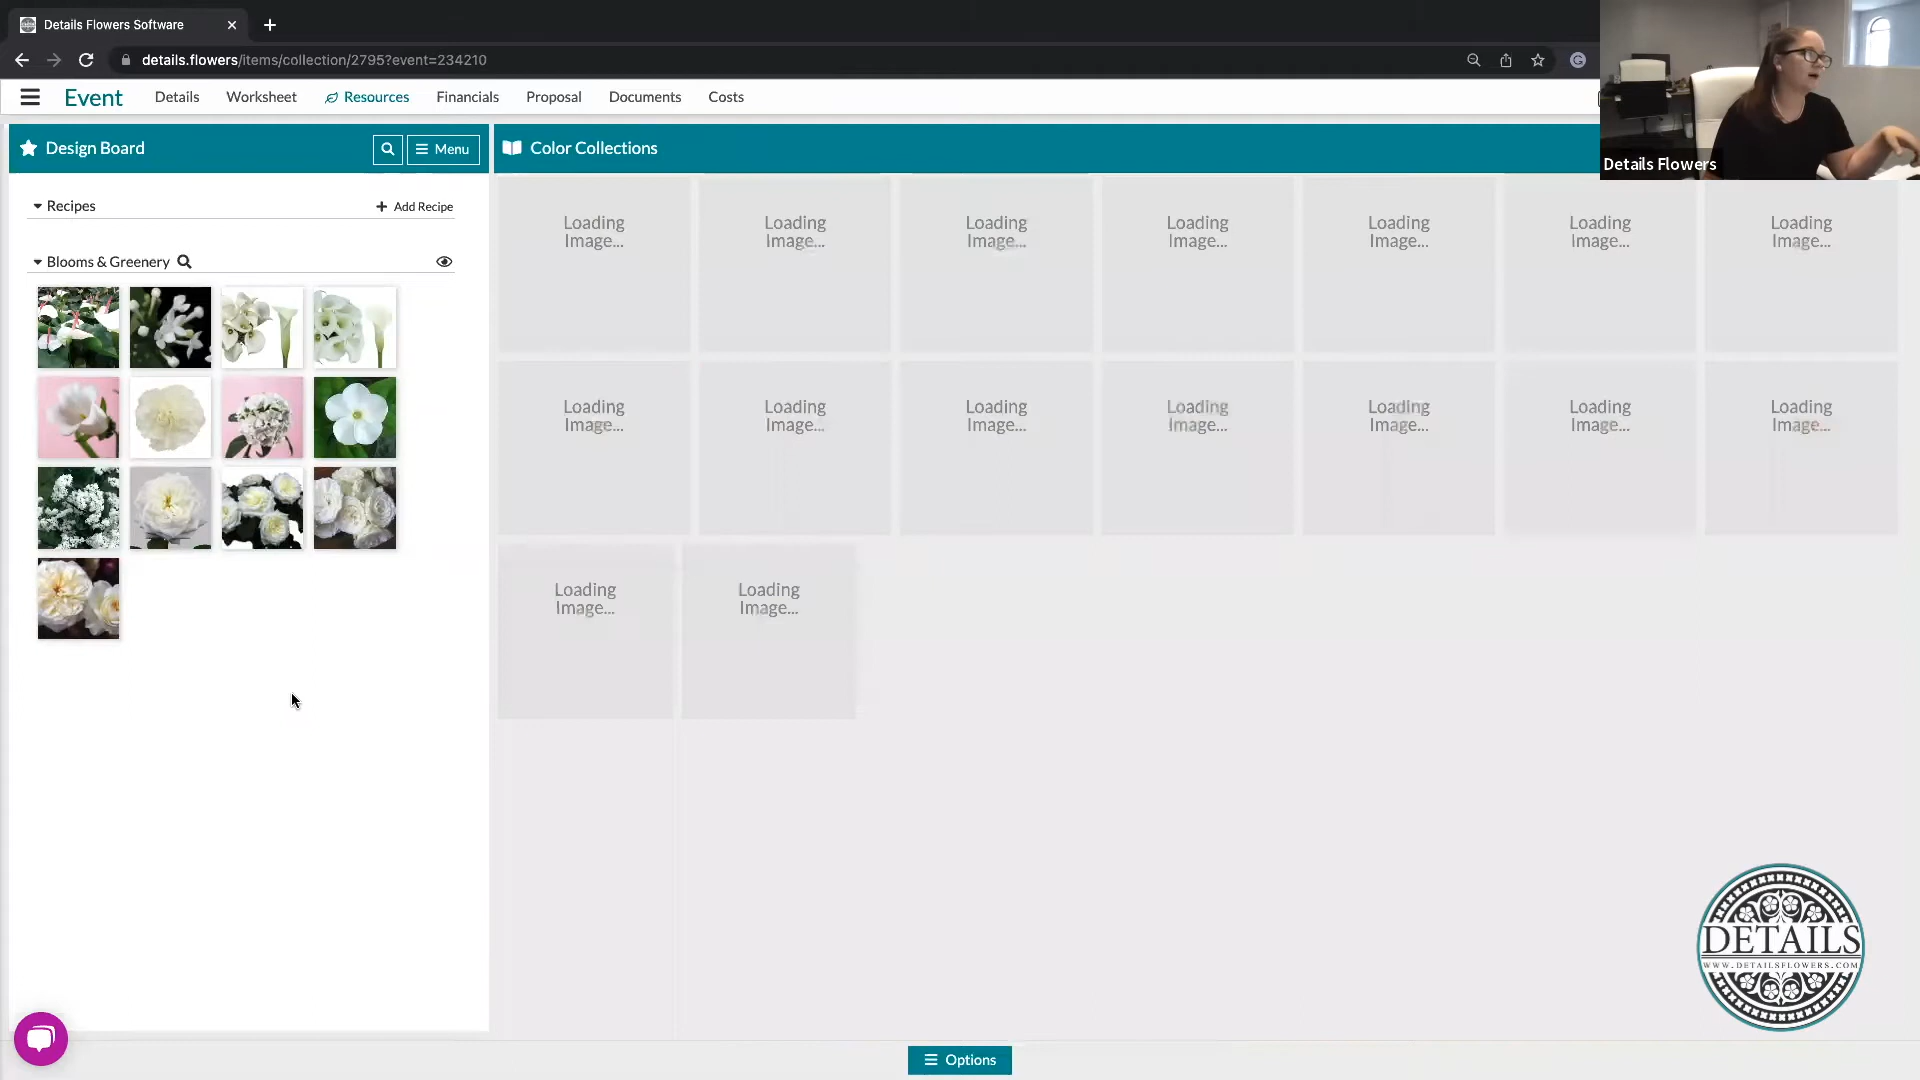 Details Flowers Software
details.flowers/items/collection/2795?event=234210
Event
Details
Worksheet
Resources
Financials
Proposal
Documents
Costs
Details Flowers
Design Board
Menu
Color Collections
Recipes
Add Recipe
Blooms & Greenery
Loading
Image...
Loading
Image...
Loading
Image...
Loading
Image...
Loading
Image...
Loading
Image...
Loading
Image...
Loading
Image...
Loading
Image...
Loading
Image...
Loading
Image...
Loading
Image...
Loading
Image...
Loading
Image...
Loading
Image...
Loading
Image...
DETAILS
WWW.DETAILSFLOWERS.COM
Options